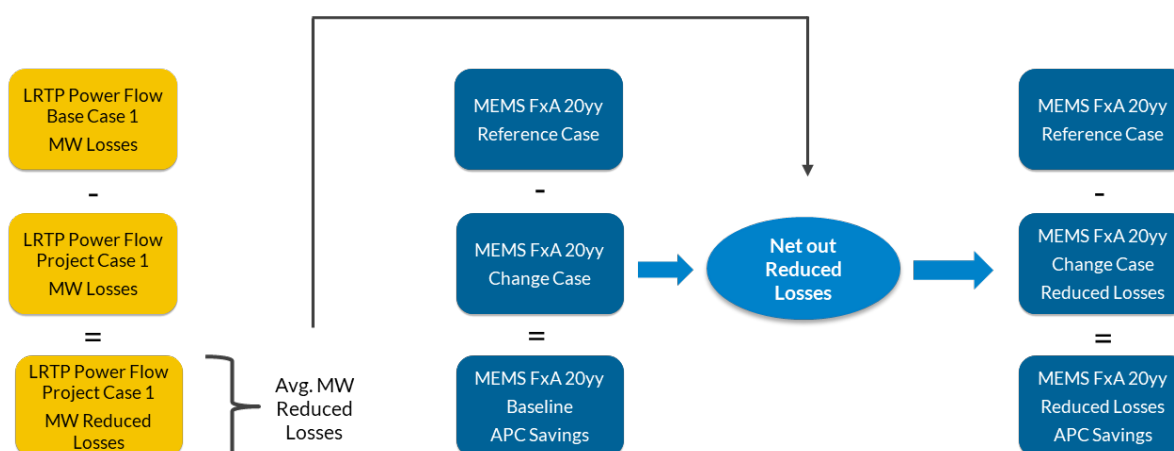 LRTP Power Flow
Base Case 1
MW Losses
-
LRTP Power Flow
Project Case 1
MW Losses
=
LRTP Power Flow
Project Case 1
MW Reduced
Losses
Avg. MW
Reduced
Losses
MEMS FxA 20yy
Reference Case
-
MEMS FxA 20yy
Change Case
=
MEMS FxA 20yy
Baseline
APC Savings
Net out
Reduced
Losses
MEMS FxA 20yy
Reference Case
-
MEMS FxA 20yy
Change Case
Reduced Losses
=
MEMS FxA 20yy
Reduced Losses
APC Savings